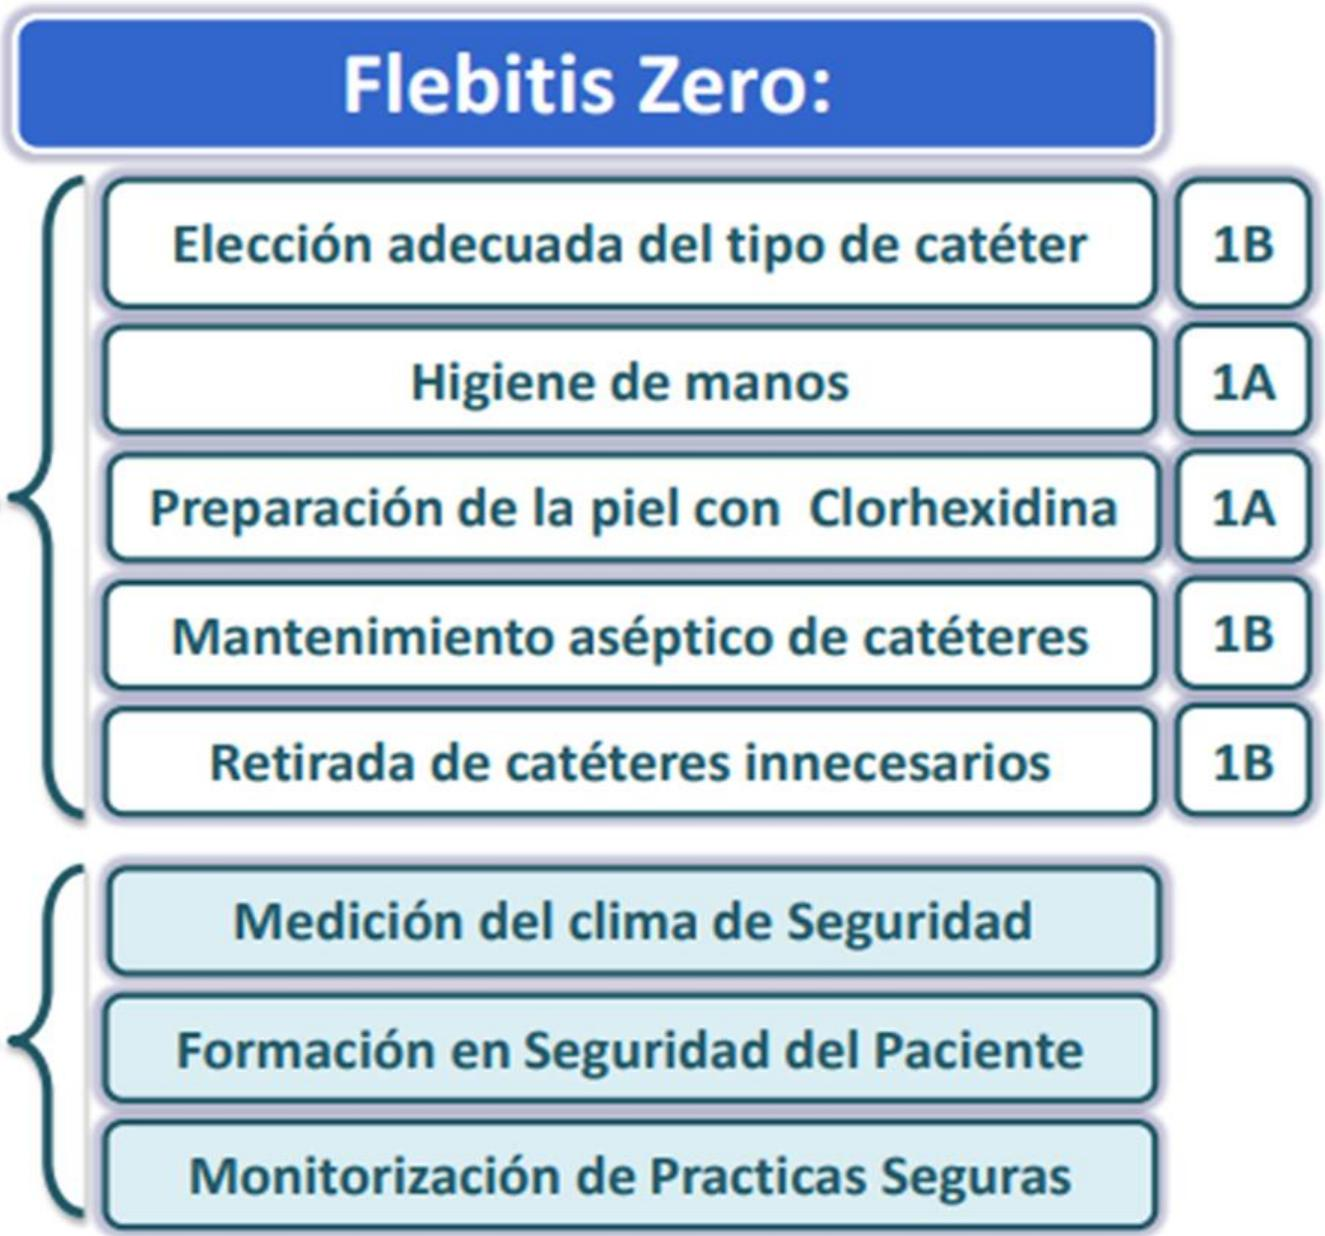 Flebitis Zero:
Elección adecuada del tipo de catéter 1B
Higiene de manos 1A
Preparación de la piel con Clorhexidina 1A
Mantenimiento aséptico de catéteres 1B
Retirada de catéteres innecesarios 1B
Medición del clima de Seguridad
Formación en Seguridad del Paciente
Monitorización de Practicas Seguras